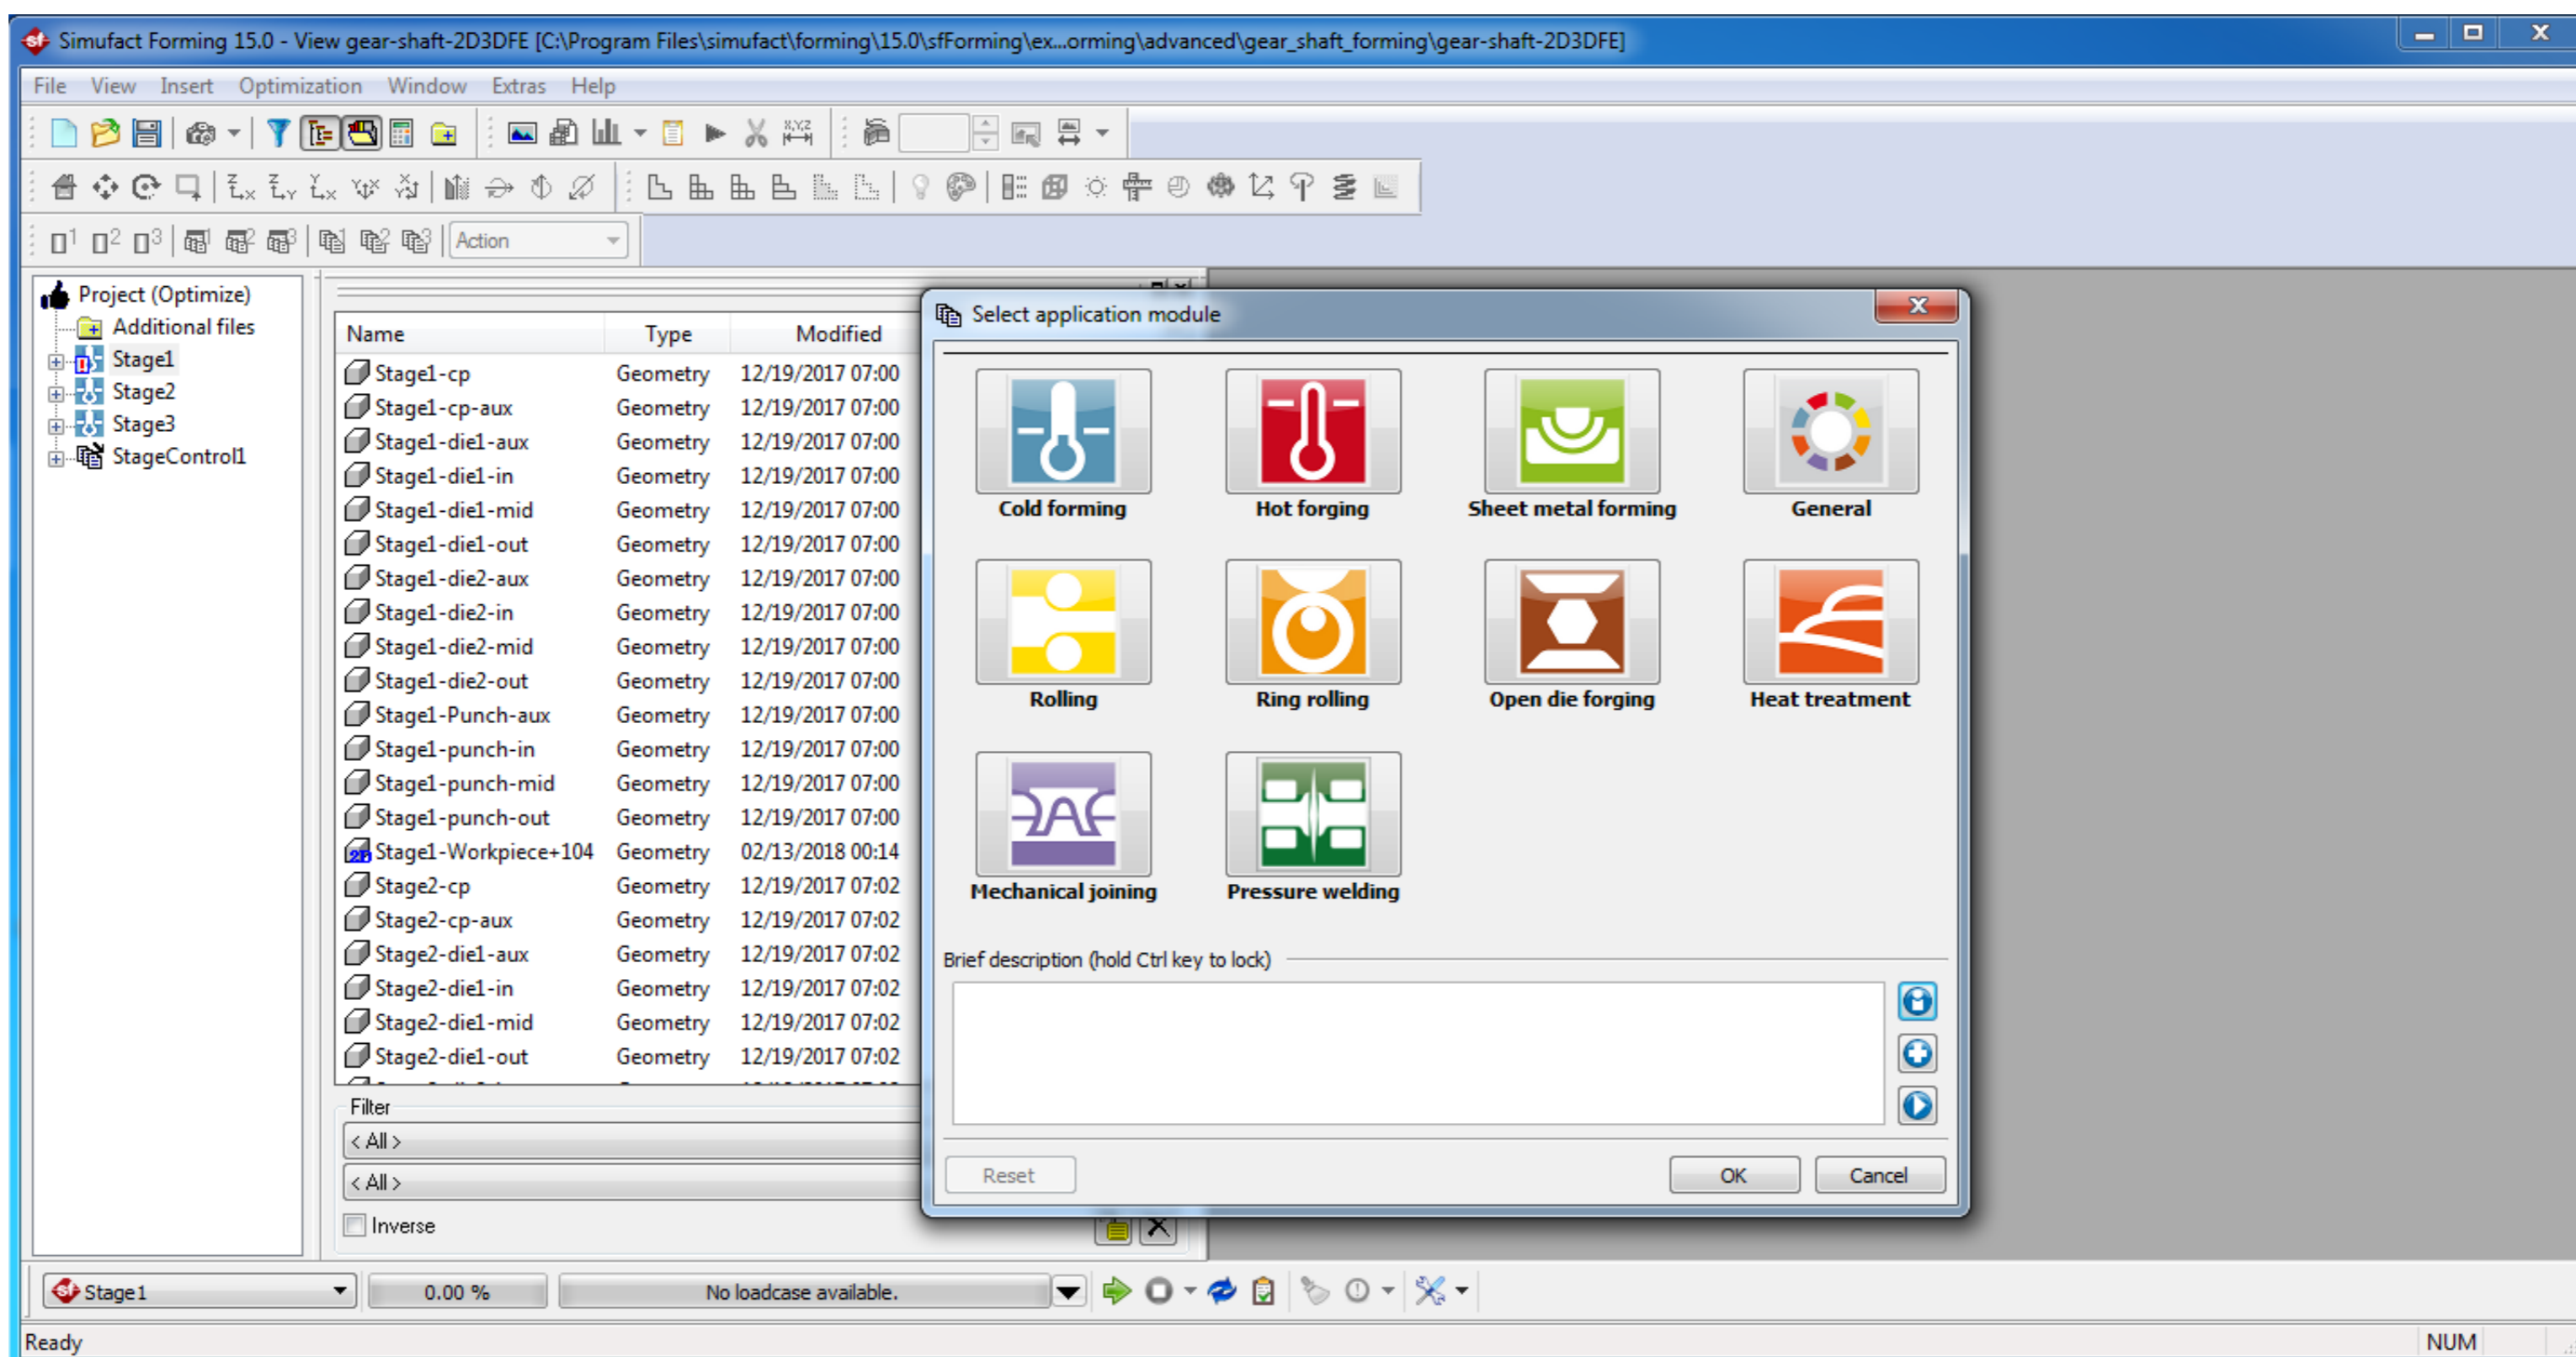 Simufact Forming 15.0 - View gear-shaft-2D3DFE [C:\Program Files\simufact\forming\15.0\sfForming\ex...orming\advanced\gear_shaft_forming\gear-shaft-2D3DFE]
File View Insert Optimization Window Extras Help
Action
Project (Optimize)
Additional files
Stage1
Stage2
Stage3
StageControl1
Name Type Modified
Stage1-cp Geometry 12/19/2017 07:00
Stage1-cp-aux Geometry 12/19/2017 07:00
Stage1-die1-aux Geometry 12/19/2017 07:00
Stage1-die1-in Geometry 12/19/2017 07:00
Stage1-die1-mid Geometry 12/19/2017 07:00
Stage1-die1-out Geometry 12/19/2017 07:00
Stage1-die2-aux Geometry 12/19/2017 07:00
Stage1-die2-in Geometry 12/19/2017 07:00
Stage1-die2-mid Geometry 12/19/2017 07:00
Stage1-die2-out Geometry 12/19/2017 07:00
Stage1-Punch-aux Geometry 12/19/2017 07:00
Stage1-punch-in Geometry 12/19/2017 07:00
Stage1-punch-mid Geometry 12/19/2017 07:00
Stage1-punch-out Geometry 12/19/2017 07:00
Stage1-Workpiece+104 Geometry 02/13/2018 00:14
Stage2-cp Geometry 12/19/2017 07:02
Stage2-cp-aux Geometry 12/19/2017 07:02
Stage2-die1-aux Geometry 12/19/2017 07:02
Stage2-die1-in Geometry 12/19/2017 07:02
Stage2-die1-mid Geometry 12/19/2017 07:02
Stage2-die1-out Geometry 12/19/2017 07:02
Filter
< All >
< All >
Inverse
Select application module
Cold forming Hot forging Sheet metal forming General
Rolling Ring rolling Open die forging Heat treatment
Mechanical joining Pressure welding
Brief description (hold Ctrl key to lock)
Reset OK Cancel
Stage1 0.00 % No loadcase available.
Ready NUM